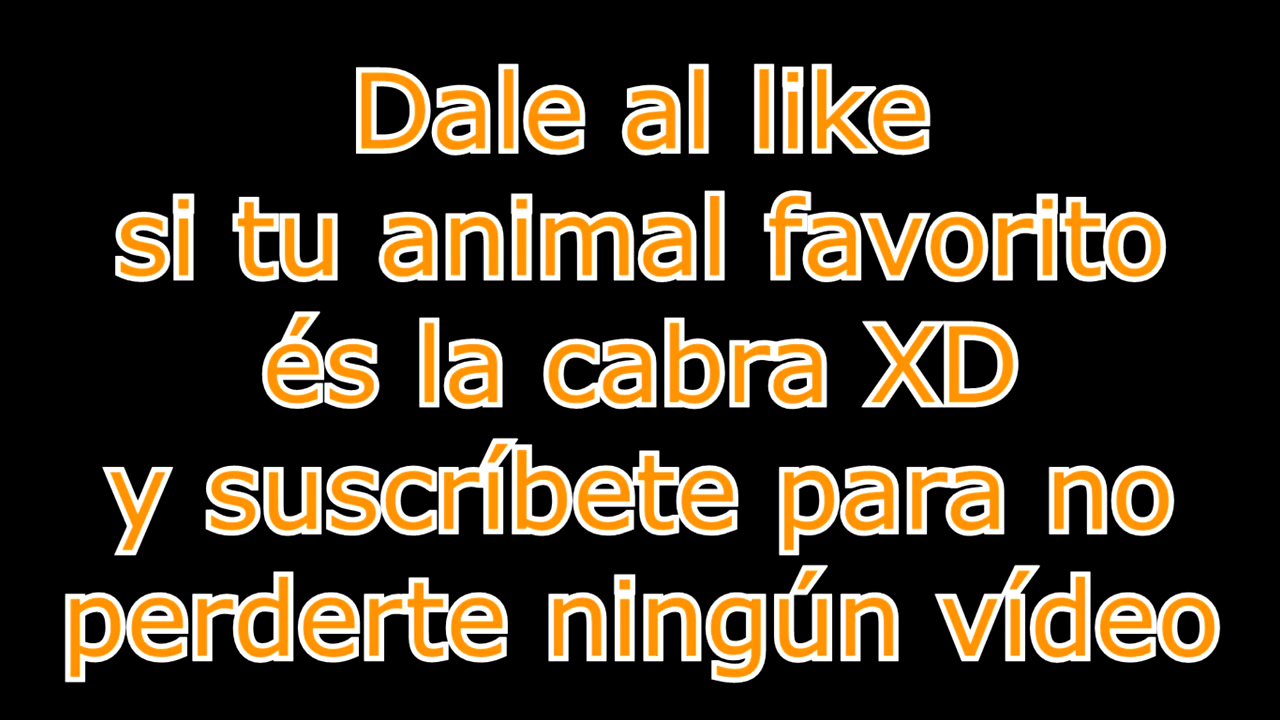 Dale al like
si tu animal favorito
és la cabra XD
y suscríbete para no
perderte ningún vídeo